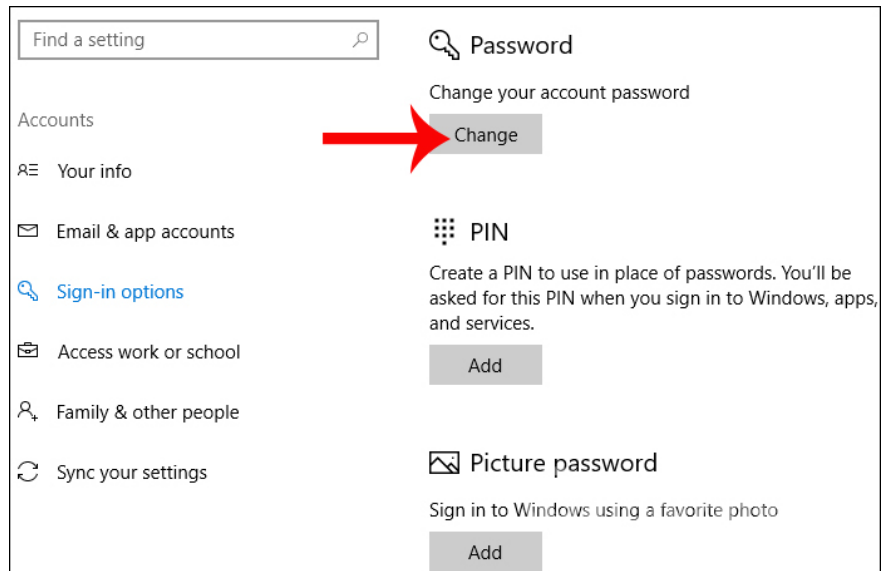 Find a setting
Accounts
Your info
Email & app accounts
Sign-in options
Access work or school
Family & other people
Sync your settings
Password
Change your account password
Change
PIN
Create a PIN to use in place of passwords. You'll be
asked for this PIN when you sign in to Windows, apps,
and services.
Add
Picture password
Sign in to Windows using a favorite photo
Add